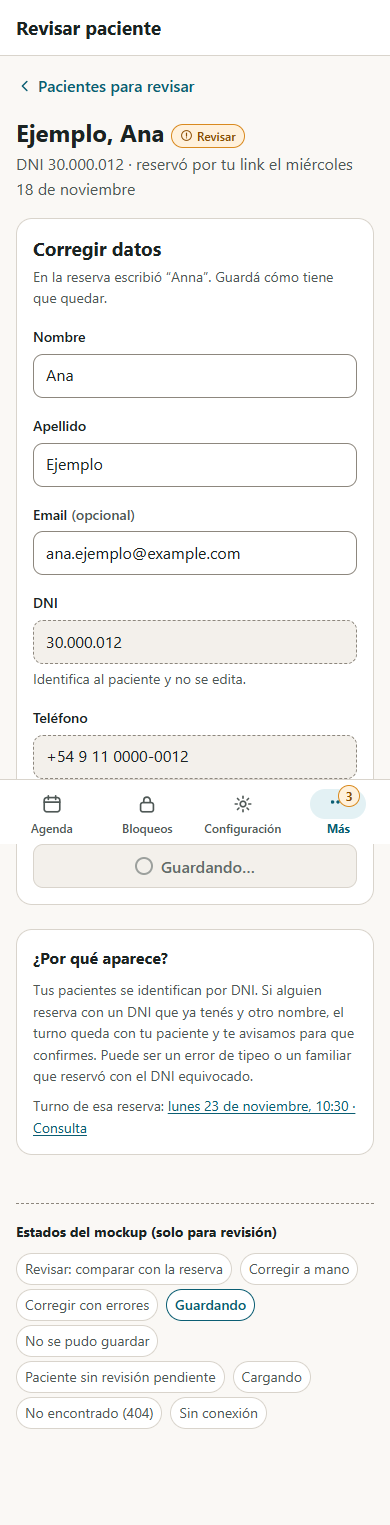 Revisar paciente
Pacientes para revisar
Ejemplo, Ana
Revisar
DNI 30.000.012 · reservó por tu link el miércoles
18 de noviembre
Corregir datos
En la reserva escribió “Anna”. Guardá cómo tiene
que quedar.
Nombre
Ana
Apellido
Ejemplo
Email (opcional)
ana.ejemplo@example.com
DNI
30.000.012
Identifica al paciente y no se edita.
Teléfono
+54 9 11 0000-0012
3
Agenda
Bloqueos
Configuración
Más
Guardando…
¿Por qué aparece?
Tus pacientes se identifican por DNI. Si alguien
reserva con un DNI que ya tenés y otro nombre, el
turno queda con tu paciente y te avisamos para que
confirmes. Puede ser un error de tipeo o un familiar
que reservó con el DNI equivocado.
Turno de esa reserva: lunes 23 de noviembre, 10:30 ·
Consulta
Estados del mockup (solo para revisión)
Revisar: comparar con la reserva
Corregir a mano
Corregir con errores
Guardando
No se pudo guardar
Paciente sin revisión pendiente
Cargando
No encontrado (404)
Sin conexión